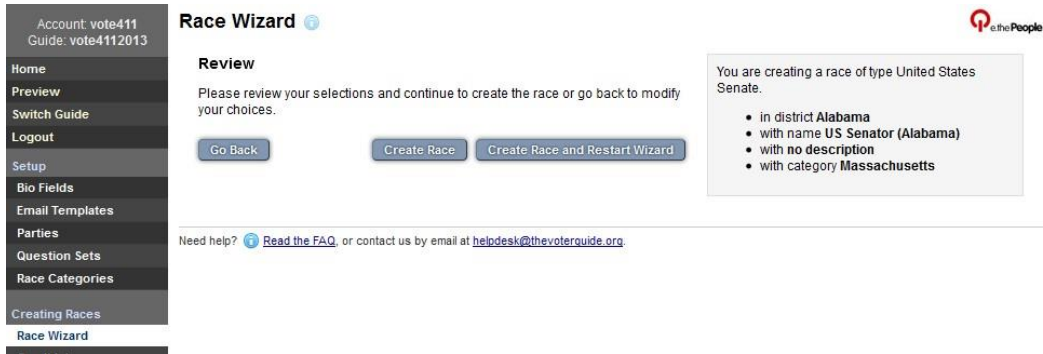 Account: vote411
Guide: vote4112013
Home
Preview
Switch Guide
Logout
Setup
Bio Fields
Email Templates
Parties
Question Sets
Race Categories
Creating Races
Race Wizard
Race Wizard
e.thePeople
Review
Please review your selections and continue to create the race or go back to modify
your choices.
Go Back
Create Race
Create Race and Restart Wizard
You are creating a race of type United States
Senate.
• in district Alabama
• with name US Senator (Alabama)
• with no description
• with category Massachusetts
Need help? Read the FAQ, or contact us by email at helpdesk@thevoterguide.org.